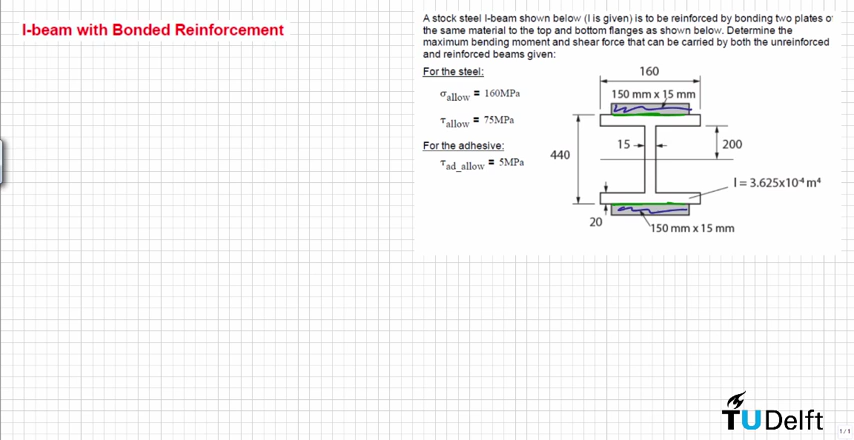 I-beam with Bonded Reinforcement
A stock steel I-beam shown below (I is given) is to be reinforced by bonding two plates of
the same material to the top and bottom flanges as shown below. Determine the
maximum bending moment and shear force that can be carried by both the unreinforced
and reinforced beams given:
For the steel:
σallow = 160MPa
τallow = 75MPa
For the adhesive:
τad_allow = 5MPa
160
150 mm x 15 mm
15
200
440
I = 3.625x10⁻⁴ m⁴
20
150 mm x 15 mm
TUDelft
1 / 1